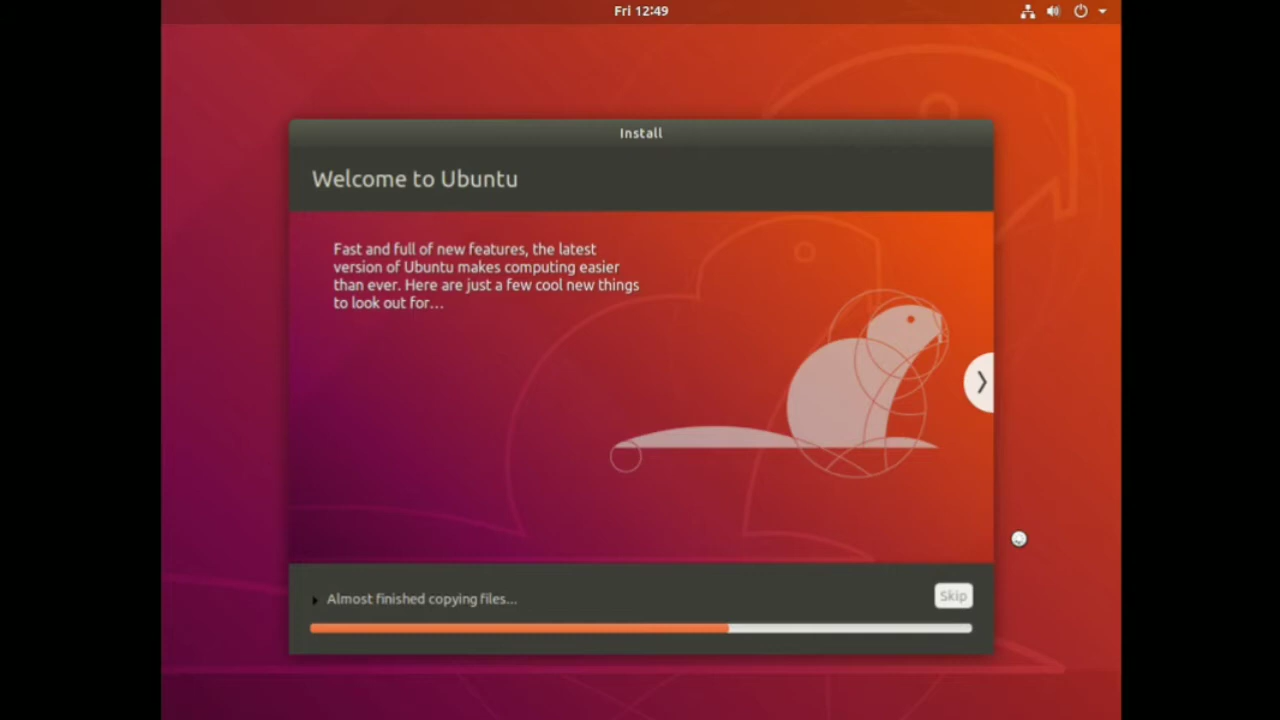 Fri 12:49
Install
Welcome to Ubuntu
Fast and full of new features, the latest
version of Ubuntu makes computing easier
than ever. Here are just a few cool new things
to look out for…
Almost finished copying files...
Skip